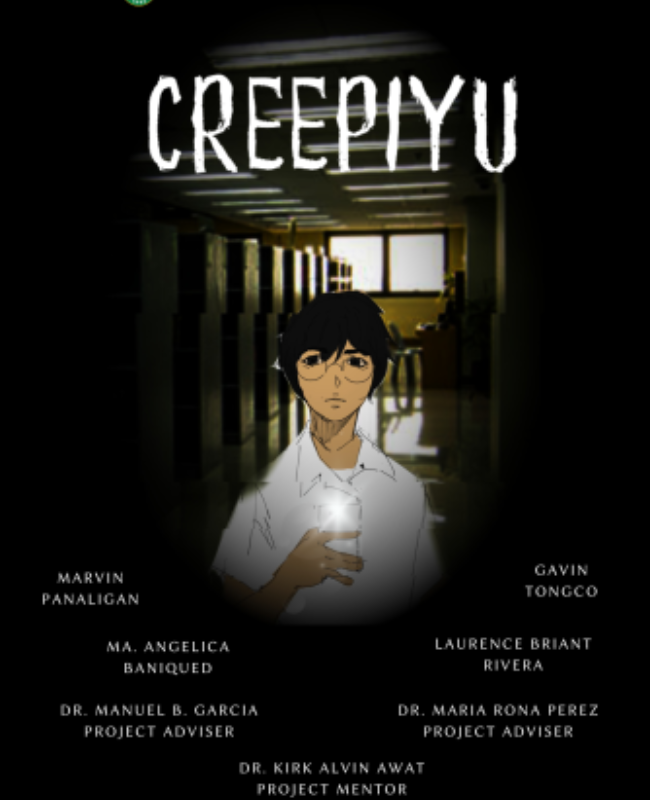 CREEPIYU
MARVIN
PANALIGAN
GAVIN
TONGCO
MA. ANGELICA
BANIQUED
LAURENCE BRIANT
RIVERA
DR. MANUEL B. GARCIA
PROJECT ADVISER
DR. MARIA RONA PEREZ
PROJECT ADVISER
DR. KIRK ALVIN AWAT
PROJECT MENTOR